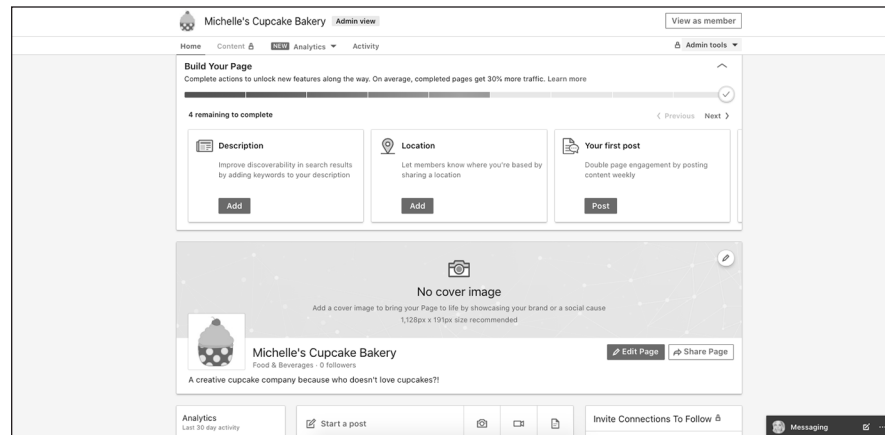 Michelle's Cupcake Bakery Admin view View as member
Home Content NEW Analytics Activity Admin tools
Build Your Page
Complete actions to unlock new features along the way. On average, completed pages get 30% more traffic. Learn more
4 remaining to complete Previous Next
Description
Improve discoverability in search results
by adding keywords to your description
Add
Location
Let members know where you're based by
sharing a location
Add
Your first post
Double page engagement by posting
content weekly
Post
No cover image
Add a cover image to bring your Page to life by showcasing your brand or a social cause
1,128px x 191px size recommended
Michelle's Cupcake Bakery Edit Page Share Page
Food & Beverages · 0 followers
A creative cupcake company because who doesn't love cupcakes?!
Analytics
Last 30 day activity
Start a post
Invite Connections To Follow
Messaging